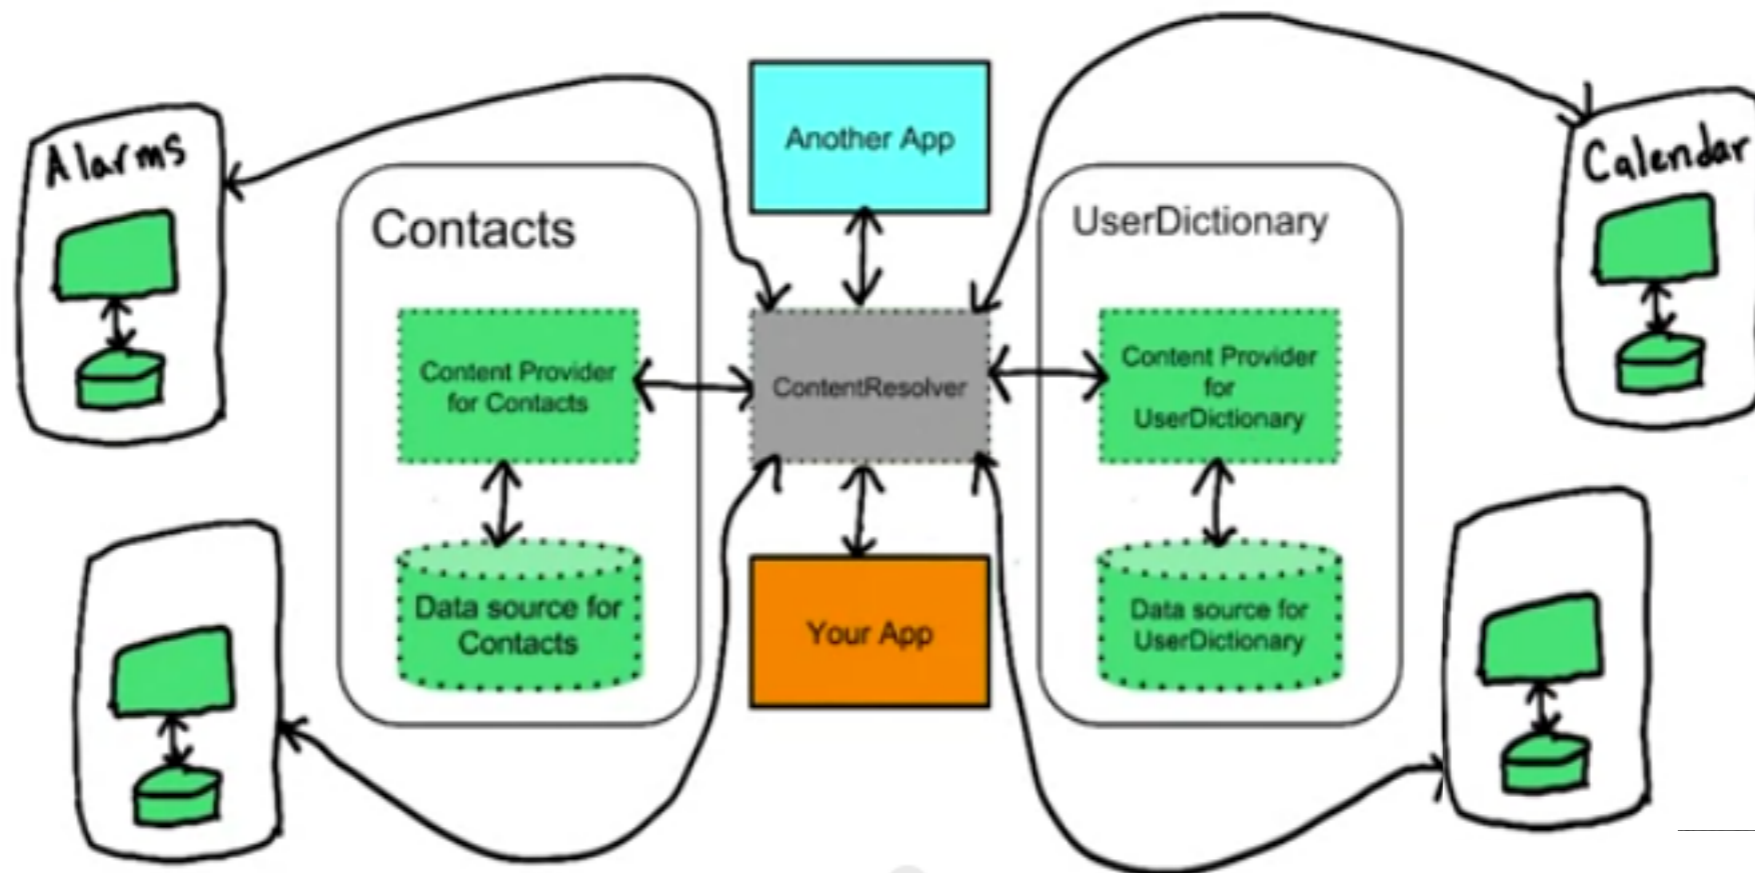 Another App
Alarms
Calendar
Contacts
UserDictionary
Content Provider
for Contacts
ContentResolver
Content Provider
for
UserDictionary
Data source for
Contacts
Your App
Data source for
UserDictionary